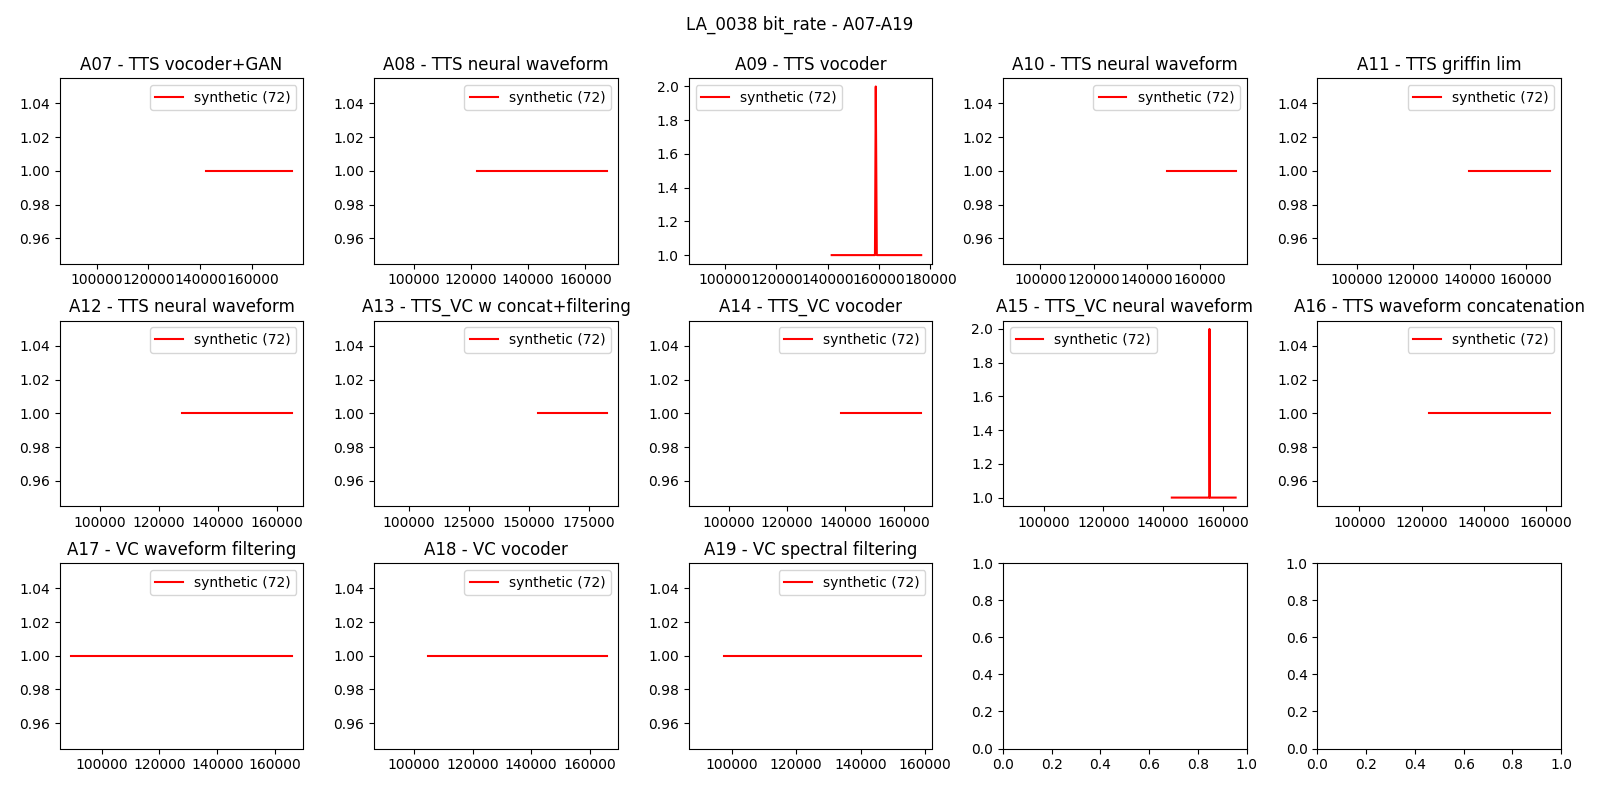 LA_0038 bit_rate - A07-A19
A07 - TTS vocoder+GAN
synthetic (72)
1.04
1.02
1.00
0.98
0.96
100000 120000 140000 160000
A08 - TTS neural waveform
synthetic (72)
1.04
1.02
1.00
0.98
0.96
100000 120000 140000 160000
A09 - TTS vocoder
synthetic (72)
2.0
1.8
1.6
1.4
1.2
1.0
100000 120000 140000 160000 180000
A10 - TTS neural waveform
synthetic (72)
1.04
1.02
1.00
0.98
0.96
100000 120000 140000 160000
A11 - TTS griffin lim
synthetic (72)
1.04
1.02
1.00
0.98
0.96
100000 120000 140000 160000
A12 - TTS neural waveform
synthetic (72)
1.04
1.02
1.00
0.98
0.96
100000 120000 140000 160000
A13 - TTS_VC w concat+filtering
synthetic (72)
1.04
1.02
1.00
0.98
0.96
100000 125000 150000 175000
A14 - TTS_VC vocoder
synthetic (72)
1.04
1.02
1.00
0.98
0.96
100000 120000 140000 160000
A15 - TTS_VC neural waveform
synthetic (72)
2.0
1.8
1.6
1.4
1.2
1.0
100000 120000 140000 160000
A16 - TTS waveform concatenation
synthetic (72)
1.04
1.02
1.00
0.98
0.96
100000 120000 140000 160000
A17 - VC waveform filtering
synthetic (72)
1.04
1.02
1.00
0.98
0.96
100000 120000 140000 160000
A18 - VC vocoder
synthetic (72)
1.04
1.02
1.00
0.98
0.96
100000 120000 140000 160000
A19 - VC spectral filtering
synthetic (72)
1.04
1.02
1.00
0.98
0.96
100000 120000 140000 160000
1.0
0.8
0.6
0.4
0.2
0.0
0.0 0.2 0.4 0.6 0.8 1.0
1.0
0.8
0.6
0.4
0.2
0.0
0.0 0.2 0.4 0.6 0.8 1.0